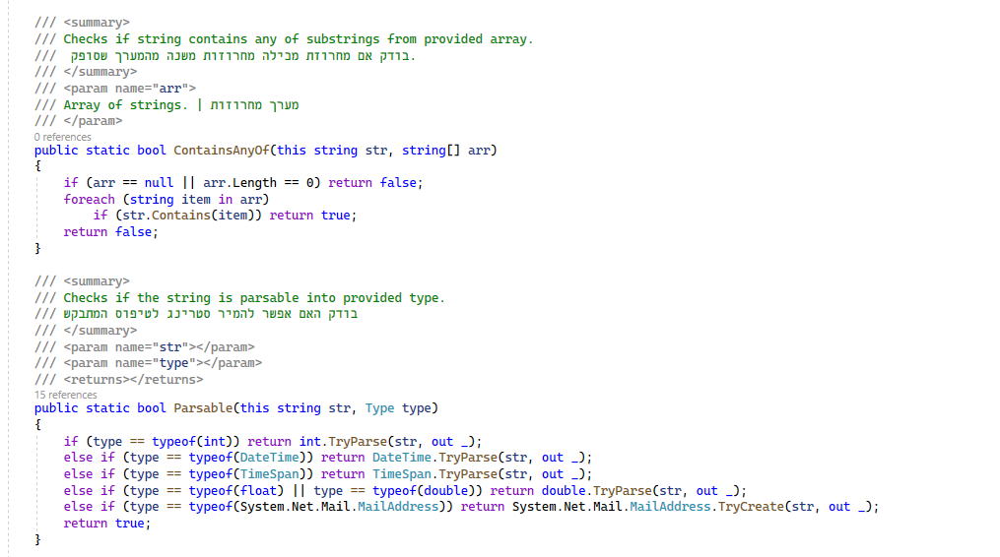 /// <summary>
/// Checks if string contains any of substrings from provided array.
/// בודק אם מחרוזת מכילה מחרוזות משנה מהמערך שסופק.
/// </summary>
/// <param name="arr">
/// Array of strings. | מערך מחרוזות
/// </param>
0 references
public static bool ContainsAnyOf(this string str, string[] arr)
{
if (arr == null || arr.Length == 0) return false;
foreach (string item in arr)
if (str.Contains(item)) return true;
return false;
}
/// <summary>
/// Checks if the string is parsable into provided type.
/// בודק האם אפשר להמיר סטרינג לטיפוס המתבקש
/// </summary>
/// <param name="str"></param>
/// <param name="type"></param>
/// <returns></returns>
15 references
public static bool Parsable(this string str, Type type)
{
if (type == typeof(int)) return int.TryParse(str, out _);
else if (type == typeof(DateTime)) return DateTime.TryParse(str, out _);
else if (type == typeof(TimeSpan)) return TimeSpan.TryParse(str, out _);
else if (type == typeof(float) || type == typeof(double)) return double.TryParse(str, out _);
else if (type == typeof(System.Net.Mail.MailAddress)) return System.Net.Mail.MailAddress.TryCreate(str, out _);
return true;
}